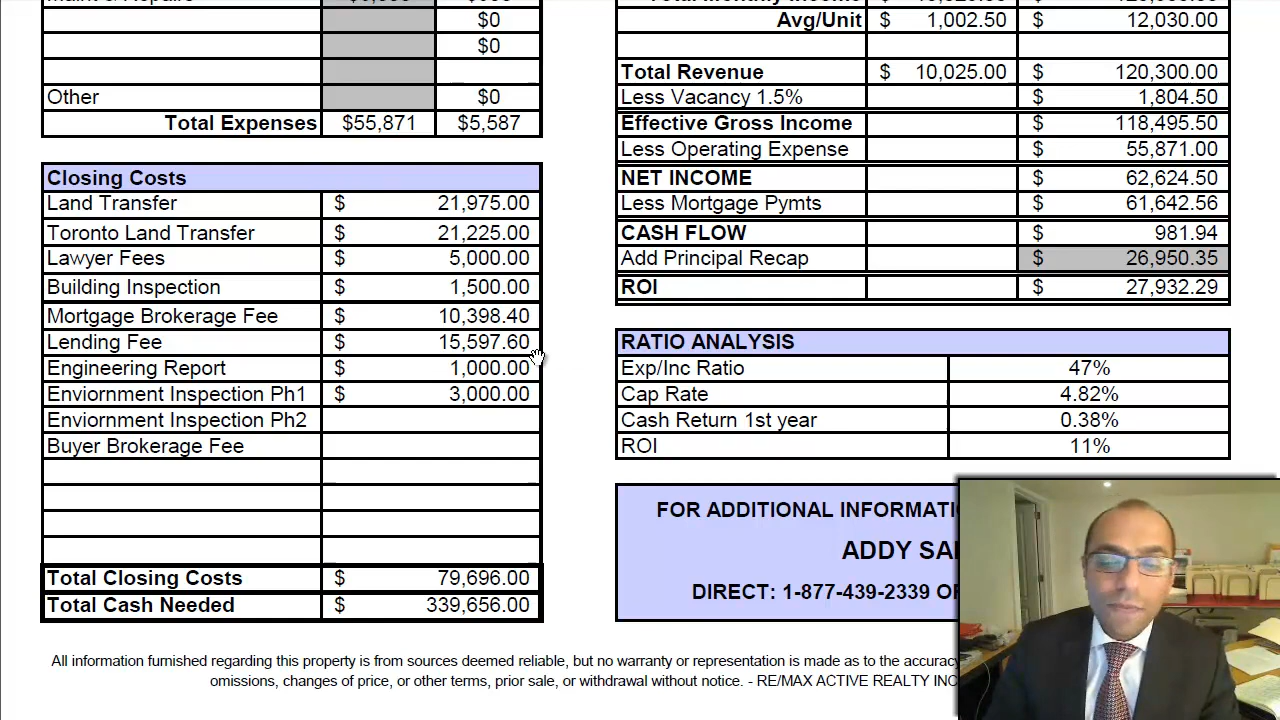 $0
$0
Other $0
Total Expenses $55,871 $5,587
Closing Costs
Land Transfer $ 21,975.00
Toronto Land Transfer $ 21,225.00
Lawyer Fees $ 5,000.00
Building Inspection $ 1,500.00
Mortgage Brokerage Fee $ 10,398.40
Lending Fee $ 15,597.60
Engineering Report $ 1,000.00
Enviornment Inspection Ph1 $ 3,000.00
Enviornment Inspection Ph2
Buyer Brokerage Fee
Total Closing Costs $ 79,696.00
Total Cash Needed $ 339,656.00
Avg/Unit $ 1,002.50 $ 12,030.00
Total Revenue $ 10,025.00 $ 120,300.00
Less Vacancy 1.5% $ 1,804.50
Effective Gross Income $ 118,495.50
Less Operating Expense $ 55,871.00
NET INCOME $ 62,624.50
Less Mortgage Pymts $ 61,642.56
CASH FLOW $ 981.94
Add Principal Recap $ 26,950.35
ROI $ 27,932.29
RATIO ANALYSIS
Exp/Inc Ratio 47%
Cap Rate 4.82%
Cash Return 1st year 0.38%
ROI 11%
FOR ADDITIONAL
ADDY
DIRECT: 1-877-439-2339
All information furnished regarding this property is from sources deemed reliable, but no warranty or representation is made as to the accuracy
omissions, changes of price, or other terms, prior sale, or withdrawal without notice. - RE/MAX ACTIVE REALTY INC